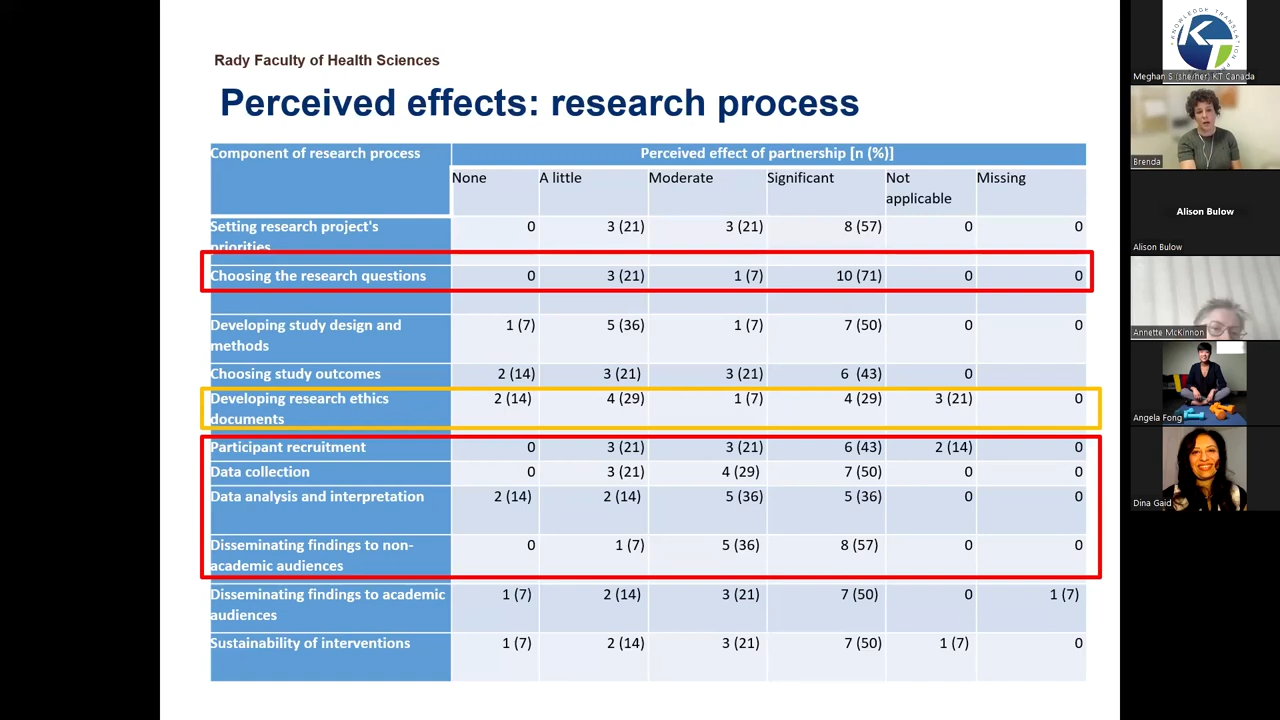 Rady Faculty of Health Sciences
Perceived effects: research process
Component of research process
Perceived effect of partnership [n (%)]
None A little Moderate Significant Not applicable Missing
Setting research project's priorities 0 3 (21) 3 (21) 8 (57) 0 0
Choosing the research questions 0 3 (21) 1 (7) 10 (71) 0 0
Developing study design and methods 1 (7) 5 (36) 1 (7) 7 (50) 0 0
Choosing study outcomes 2 (14) 3 (21) 3 (21) 6 (43) 0 0
Developing research ethics documents 2 (14) 4 (29) 1 (7) 4 (29) 3 (21) 0
Participant recruitment 0 3 (21) 3 (21) 6 (43) 2 (14) 0
Data collection 0 3 (21) 4 (29) 7 (50) 0 0
Data analysis and interpretation 2 (14) 2 (14) 5 (36) 5 (36) 0 0
Disseminating findings to non-academic audiences 0 1 (7) 5 (36) 8 (57) 0 0
Disseminating findings to academic audiences 1 (7) 2 (14) 3 (21) 7 (50) 0 1 (7)
Sustainability of interventions 1 (7) 2 (14) 3 (21) 7 (50) 1 (7) 0
KNOWLEDGE TRANSLATION
KT
Meghan S (she/her) KT Canada
Brenda
Alison Bulow
Alison Bulow
Annette McKinnon
Angela Fong
Dina Gaid